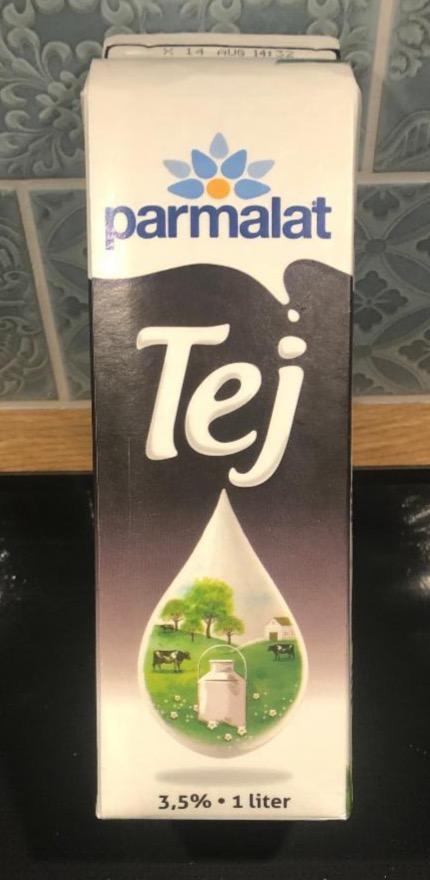 X 14 AUG 14:32
parmalat
Tej
3,5% • 1 liter